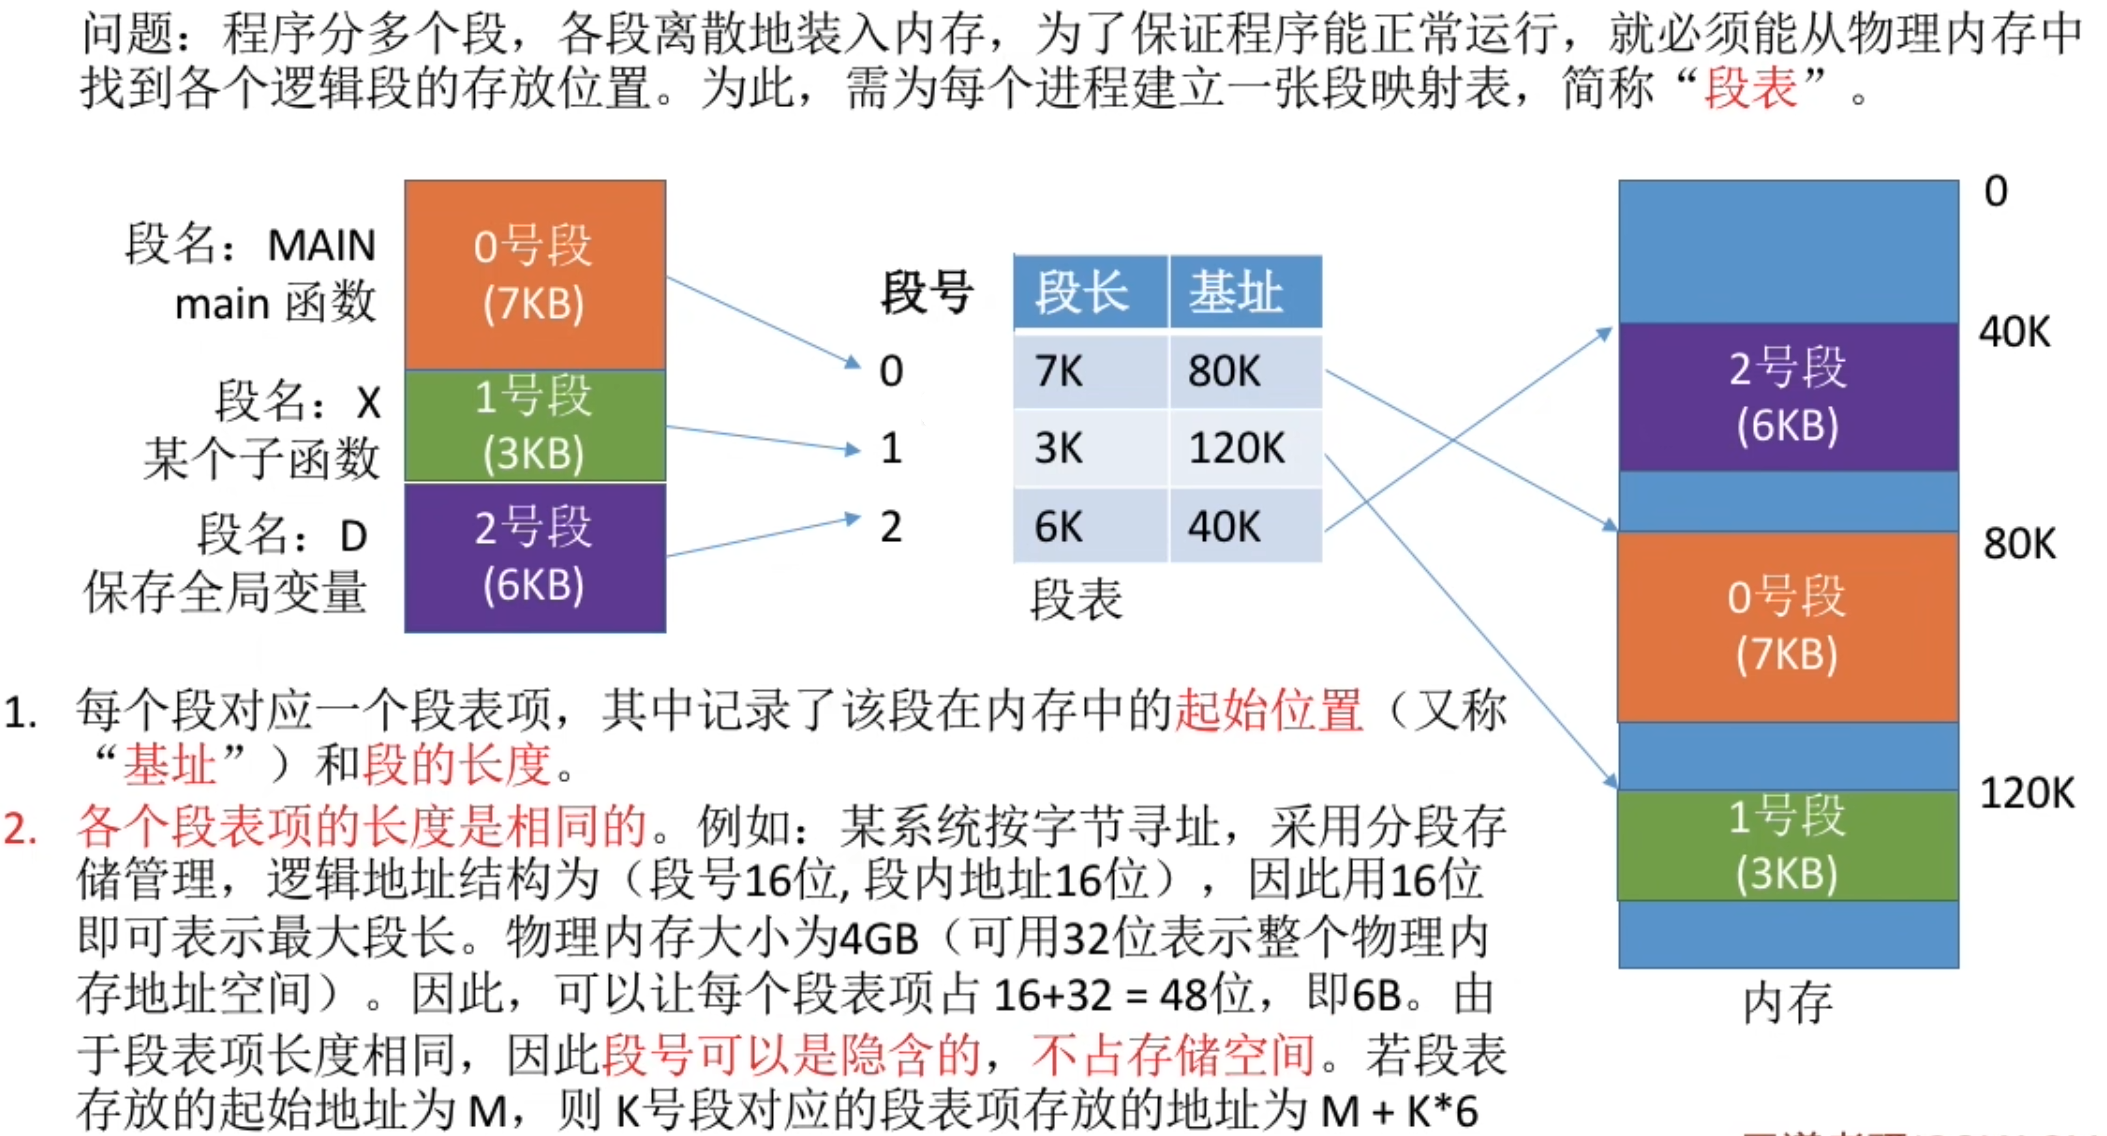 问题：程序分多个段，各段离散地装入内存，为了保证程序能正常运行，就必须能从物理内存中
找到各个逻辑段的存放位置。为此，需为每个进程建立一张段映射表，简称“段表”。
段名：MAIN
main 函数
段名：X
某个子函数
段名：D
保存全局变量
0号段
(7KB)
1号段
(3KB)
2号段
(6KB)
段号 段长 基址
0 7K 80K
1 3K 120K
2 6K 40K
段表
0
40K
2号段
(6KB)
80K
0号段
(7KB)
120K
1号段
(3KB)
内存
1. 每个段对应一个段表项，其中记录了该段在内存中的起始位置（又称
“基址”）和段的长度。
2. 各个段表项的长度是相同的。例如：某系统按字节寻址，采用分段存
储管理，逻辑地址结构为（段号16位, 段内地址16位），因此用16位
即可表示最大段长。物理内存大小为4GB（可用32位表示整个物理内
存地址空间）。因此，可以让每个段表项占 16+32 = 48位，即6B。由
于段表项长度相同，因此段号可以是隐含的，不占存储空间。若段表
存放的起始地址为 M，则 K号段对应的段表项存放的地址为 M + K*6